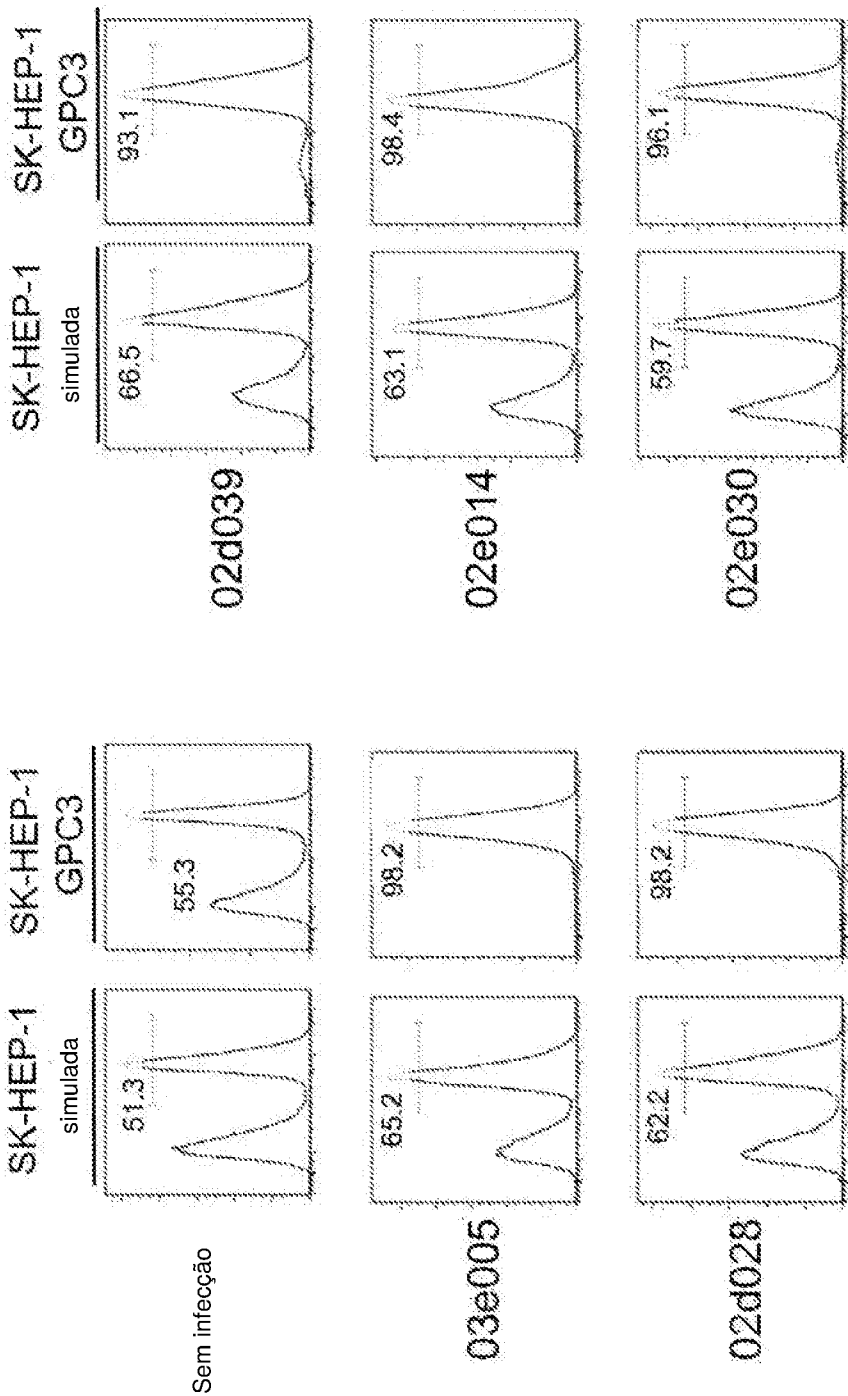 SK-HEP-1
simulada
SK-HEP-1
GPC3
SK-HEP-1
simulada
SK-HEP-1
GPC3
Sem infecção
51.3
55.3
02d039
66.5
93.1
03e005
65.2
98.2
02e014
63.1
98.4
02d028
62.2
98.2
02e030
59.7
96.1